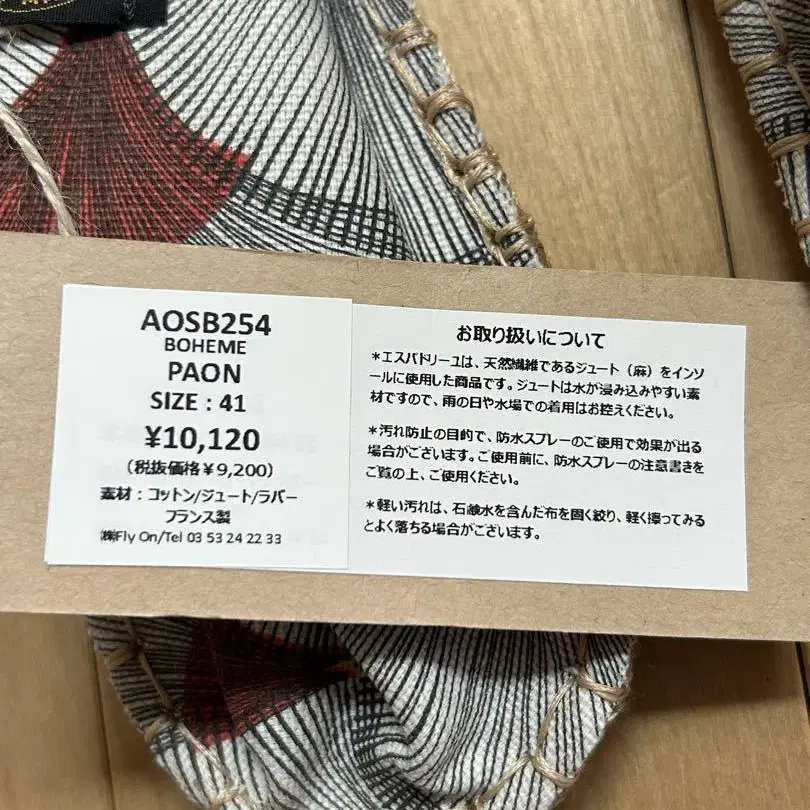 AOSB254
BOHEME
PAON
SIZE : 41
¥10,120
(税抜価格¥9,200)
素材：コットン/ジュート/ラバー
フランス製
㈱Fly On/Tel 03 53 24 22 33
お取り扱いについて
＊エスパドリーユは、天然繊維であるジュート（麻）をインソ
ールに使用した商品です。ジュートは水が浸み込みやすい素
材ですので、雨の日や水場での着用はお控えください。
＊汚れ防止の目的で、防水スプレーのご使用で効果が出る
場合がございます。ご使用前に、防水スプレーの注意書きを
ご覧の上、ご使用ください。
＊軽い汚れは、石鹸水を含んだ布を固く絞り、軽く擦ってみる
とよく落ちる場合がございます。